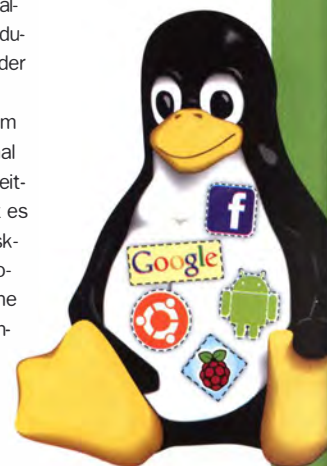 al-
du-
der
m
al
eit-
t es
sk-
o-
ne
n-
f
Google